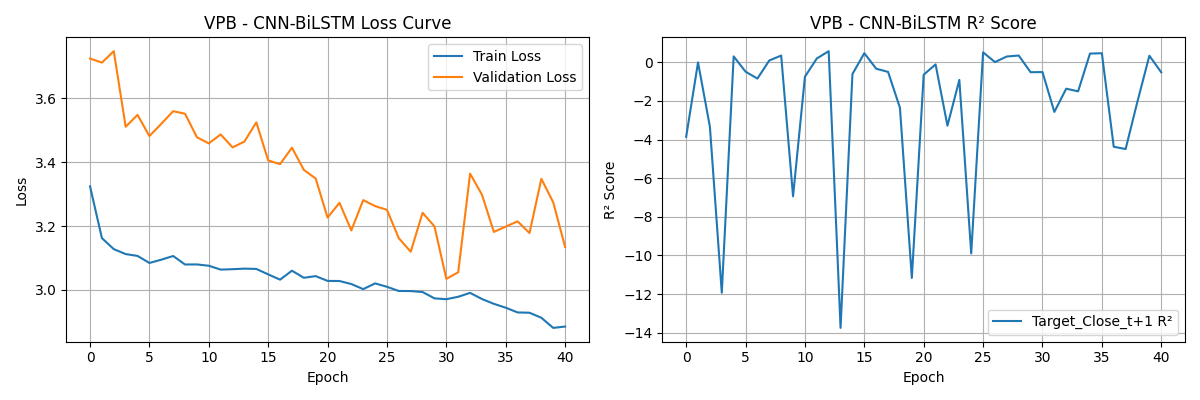 VPB - CNN-BiLSTM Loss Curve
Train Loss
Validation Loss
3.6
3.4
3.2
3.0
Loss
0 5 10 15 20 25 30 35 40
Epoch
VPB - CNN-BiLSTM R² Score
0
−2
−4
−6
−8
−10
−12
−14
R² Score
Target_Close_t+1 R²
0 5 10 15 20 25 30 35 40
Epoch